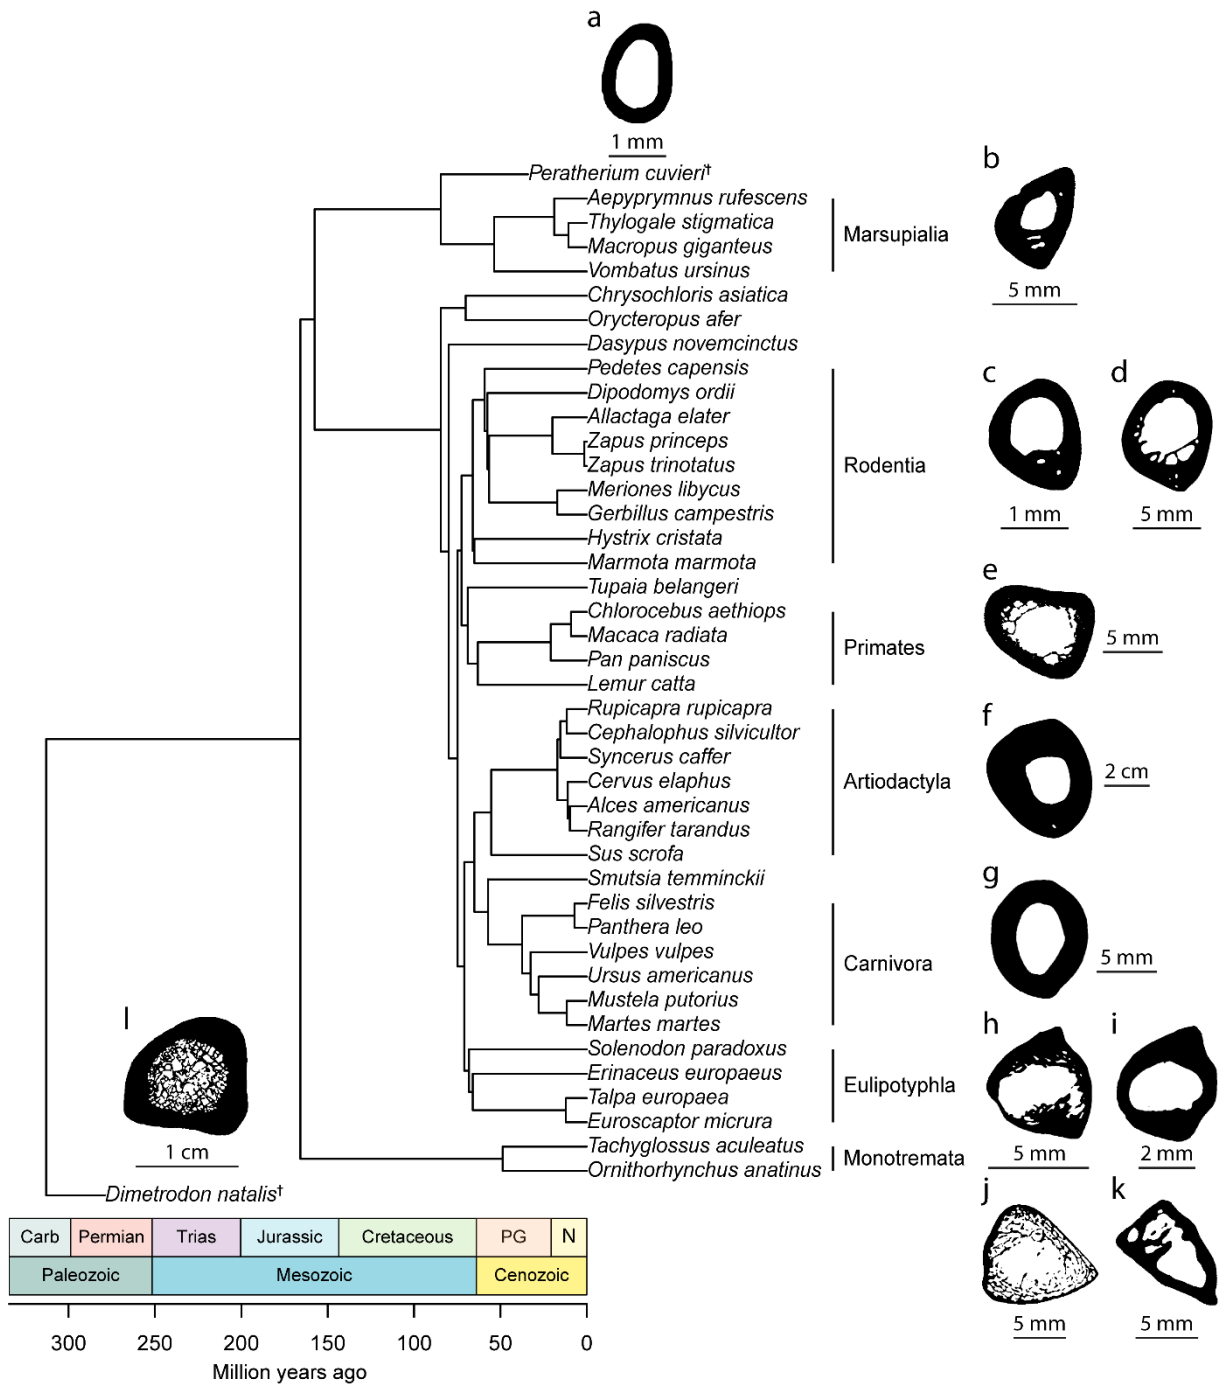 a
1 mm
b
5 mm
Peratherium cuvieri†
Aepyprymnus rufescens
Thylogale stigmatica
Macropus giganteus
Vombatus ursinus
Marsupialia
Chrysochloris asiatica
Orycteropus afer
Dasypus novemcinctus
Pedetes capensis
Dipodomys ordii
Allactaga elater
Zapus princeps
Zapus trinotatus
Meriones libycus
Gerbillus campestris
Hystrix cristata
Marmota marmota
Rodentia
c
1 mm
d
5 mm
Tupaia belangeri
Chlorocebus aethiops
Macaca radiata
Pan paniscus
Lemur catta
Primates
e
5 mm
Rupicapra rupicapra
Cephalophus silvicultor
Syncerus caffer
Cervus elaphus
Alces americanus
Rangifer tarandus
Sus scrofa
Artiodactyla
f
2 cm
Smutsia temminckii
Felis silvestris
Panthera leo
Vulpes vulpes
Ursus americanus
Mustela putorius
Martes martes
Carnivora
g
5 mm
Solenodon paradoxus
Erinaceus europaeus
Talpa europaea
Euroscaptor micrura
Eulipotyphla
h
5 mm
i
2 mm
Tachyglossus aculeatus
Ornithorhynchus anatinus
Monotremata
j
5 mm
k
5 mm
l
1 cm
Dimetrodon natalis†
Carb Permian Trias Jurassic Cretaceous PG N
Paleozoic Mesozoic Cenozoic
300 250 200 150 100 50 0
Million years ago